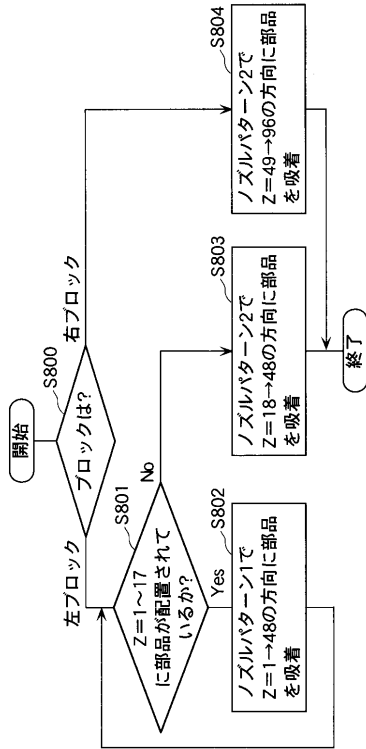 開始
S800
ブロックは?
左ブロック
右ブロック
S801
Z=1~17
に部品が配置されて
いるか?
Yes
No
S802
ノズルパターン1で
Z=1→48の方向に部品
を吸着
S803
ノズルパターン2で
Z=18→48の方向に部品
を吸着
S804
ノズルパターン2で
Z=49→96の方向に部品
を吸着
終了